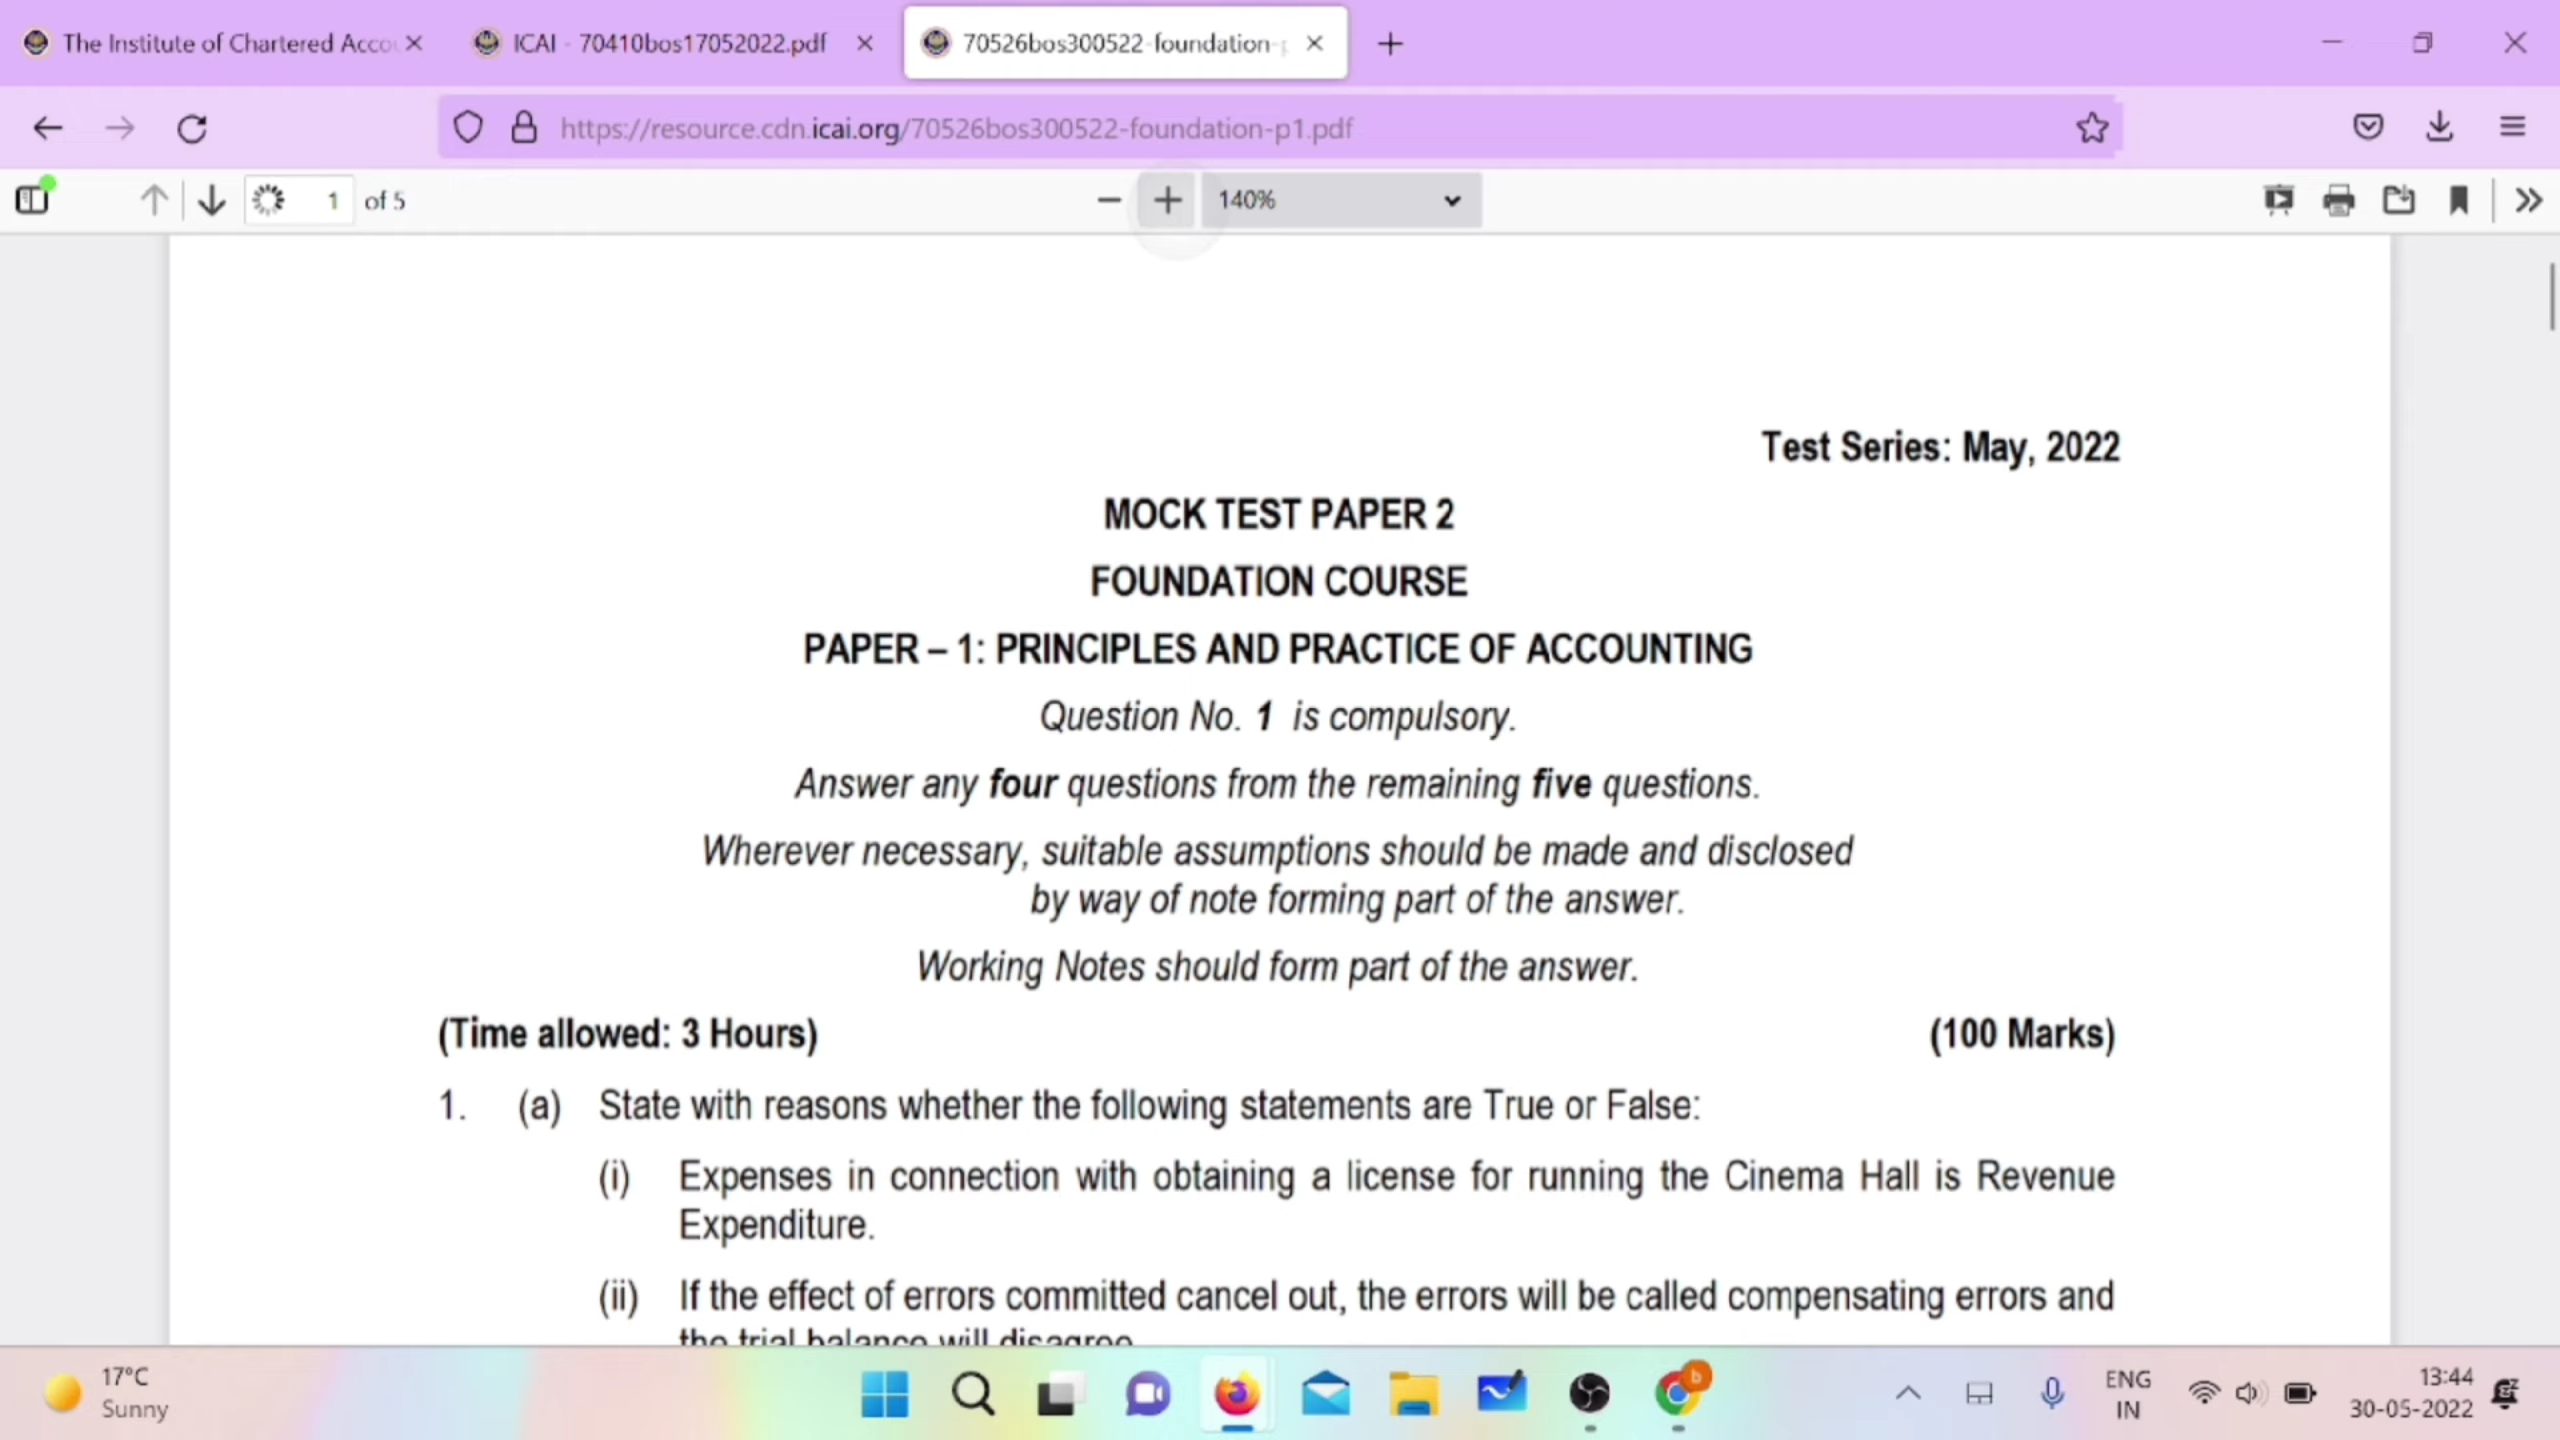 The Institute of Chartered Acco
ICAI - 70410bos17052022.pdf
70526bos300522-foundation-p
https://resource.cdn.icai.org/70526bos300522-foundation-p1.pdf
1 of 5
140%
Test Series: May, 2022
MOCK TEST PAPER 2
FOUNDATION COURSE
PAPER – 1: PRINCIPLES AND PRACTICE OF ACCOUNTING
Question No. 1 is compulsory.
Answer any four questions from the remaining five questions.
Wherever necessary, suitable assumptions should be made and disclosed
by way of note forming part of the answer.
Working Notes should form part of the answer.
(Time allowed: 3 Hours) (100 Marks)
1. (a) State with reasons whether the following statements are True or False:
(i) Expenses in connection with obtaining a license for running the Cinema Hall is Revenue
Expenditure.
(ii) If the effect of errors committed cancel out, the errors will be called compensating errors and
the trial balance will disagree
17°C
Sunny
b
ENG
IN
13:44
30-05-2022